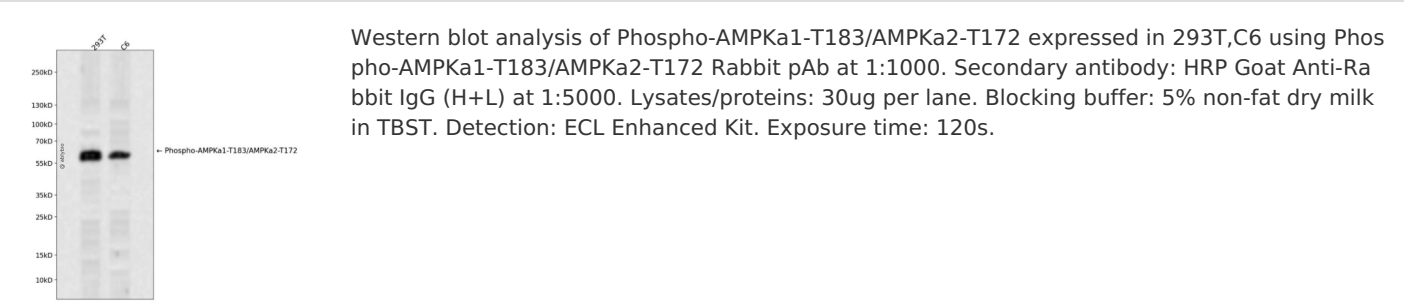 293T
C6
250kD
130kD
100kD
70kD
55kD
35kD
25kD
15kD
10kD
← Phospho-AMPKa1-T183/AMPKa2-T172
Western blot analysis of Phospho-AMPKa1-T183/AMPKa2-T172 expressed in 293T,C6 using Phos
pho-AMPKa1-T183/AMPKa2-T172 Rabbit pAb at 1:1000. Secondary antibody: HRP Goat Anti-Ra
bbit IgG (H+L) at 1:5000. Lysates/proteins: 30ug per lane. Blocking buffer: 5% non-fat dry milk
in TBST. Detection: ECL Enhanced Kit. Exposure time: 120s.